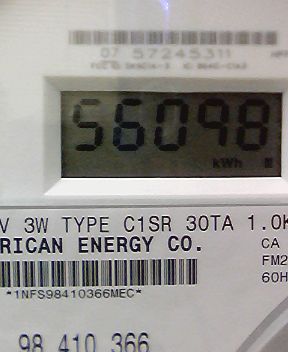 07 57245311
56098
kWh
V 3W TYPE C1SR 30TA 1.0K
RICAN ENERGY CO.
CA
FM2
60H
*1NFS98410366MEC*
98 410 366